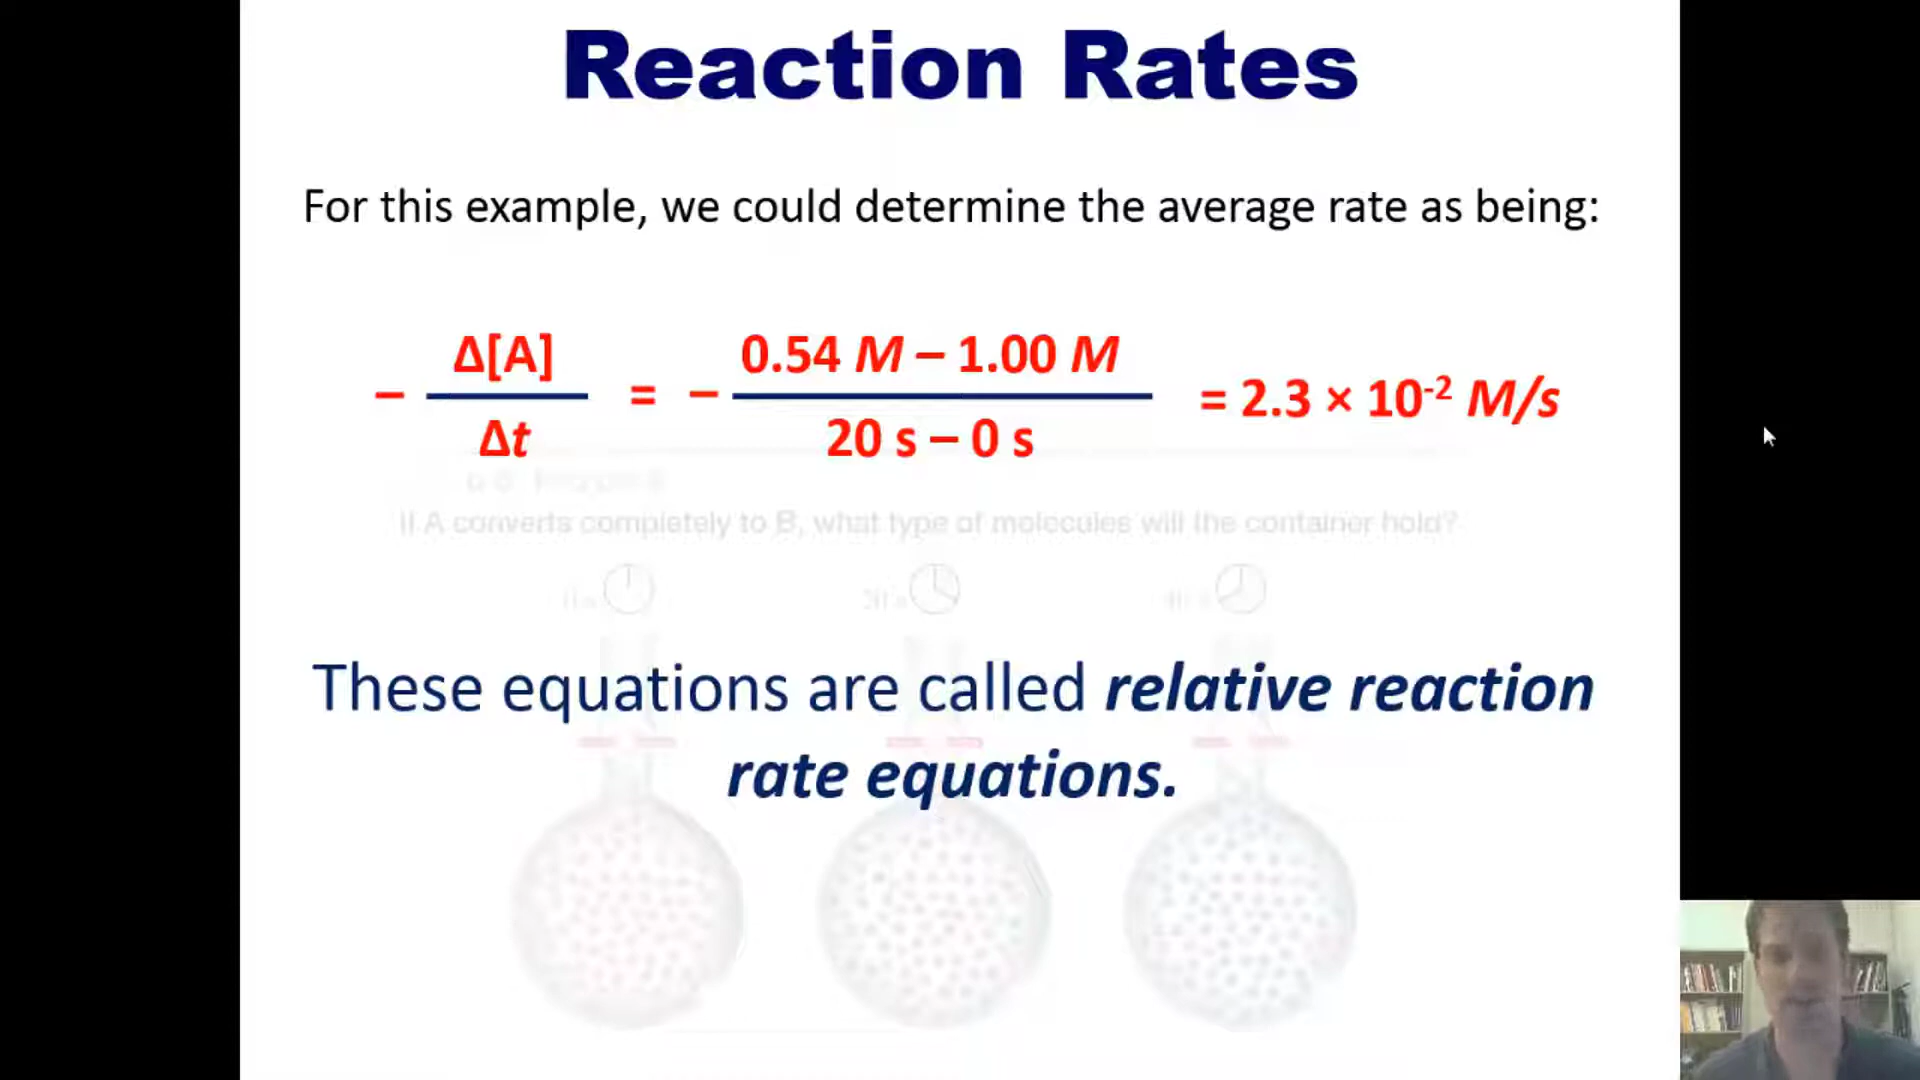 Reaction Rates
For this example, we could determine the average rate as being:
– Δ[A] / Δt = – 0.54 M – 1.00 M / 20 s – 0 s = 2.3 × 10⁻² M/s
If A converts completely to B, what type of molecules will the container hold?
These equations are called relative reaction
rate equations.